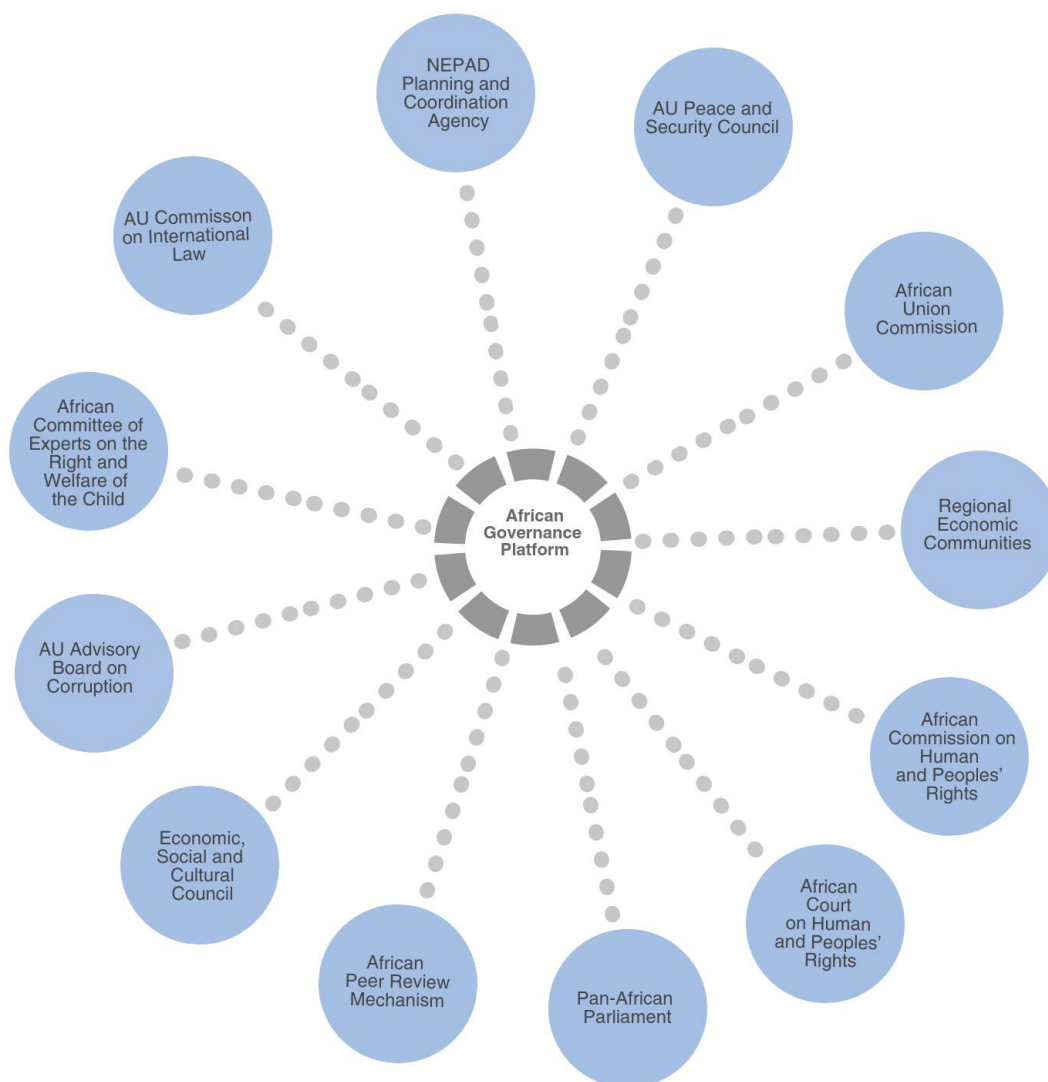 NEPAD
Planning and
Coordination
Agency
AU Peace and
Security Council
African
Union
Commission
Regional
Economic
Communities
African
Commission on
Human
and Peoples’
Rights
African
Court
on Human
and Peoples’
Rights
Pan-African
Parliament
African
Peer Review
Mechanism
Economic,
Social and
Cultural
Council
AU Advisory
Board on
Corruption
African
Committee of
Experts on the
Right and
Welfare of
the Child
AU Commisson
on International
Law
African
Governance
Platform